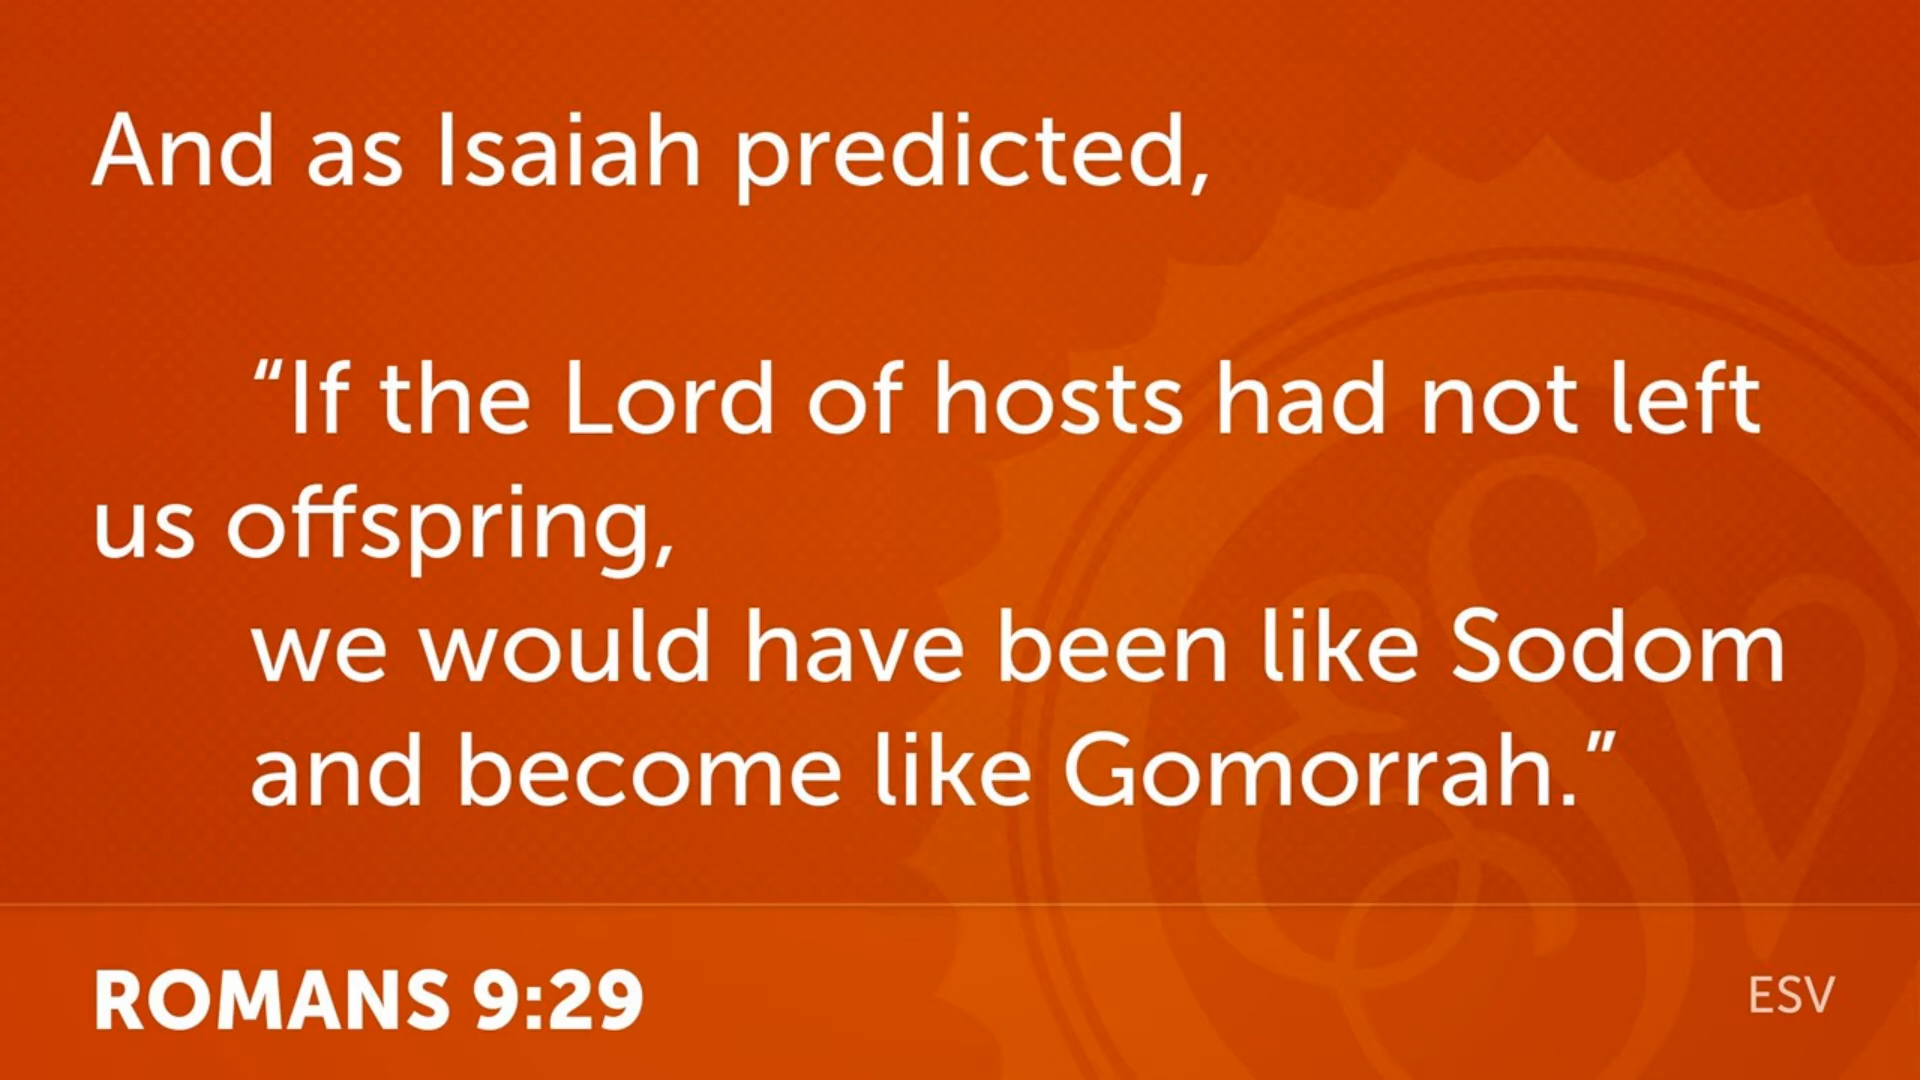 And as Isaiah predicted,
“If the Lord of hosts had not left
us offspring,
we would have been like Sodom
and become like Gomorrah.”
ROMANS 9:29
ESV
ESV